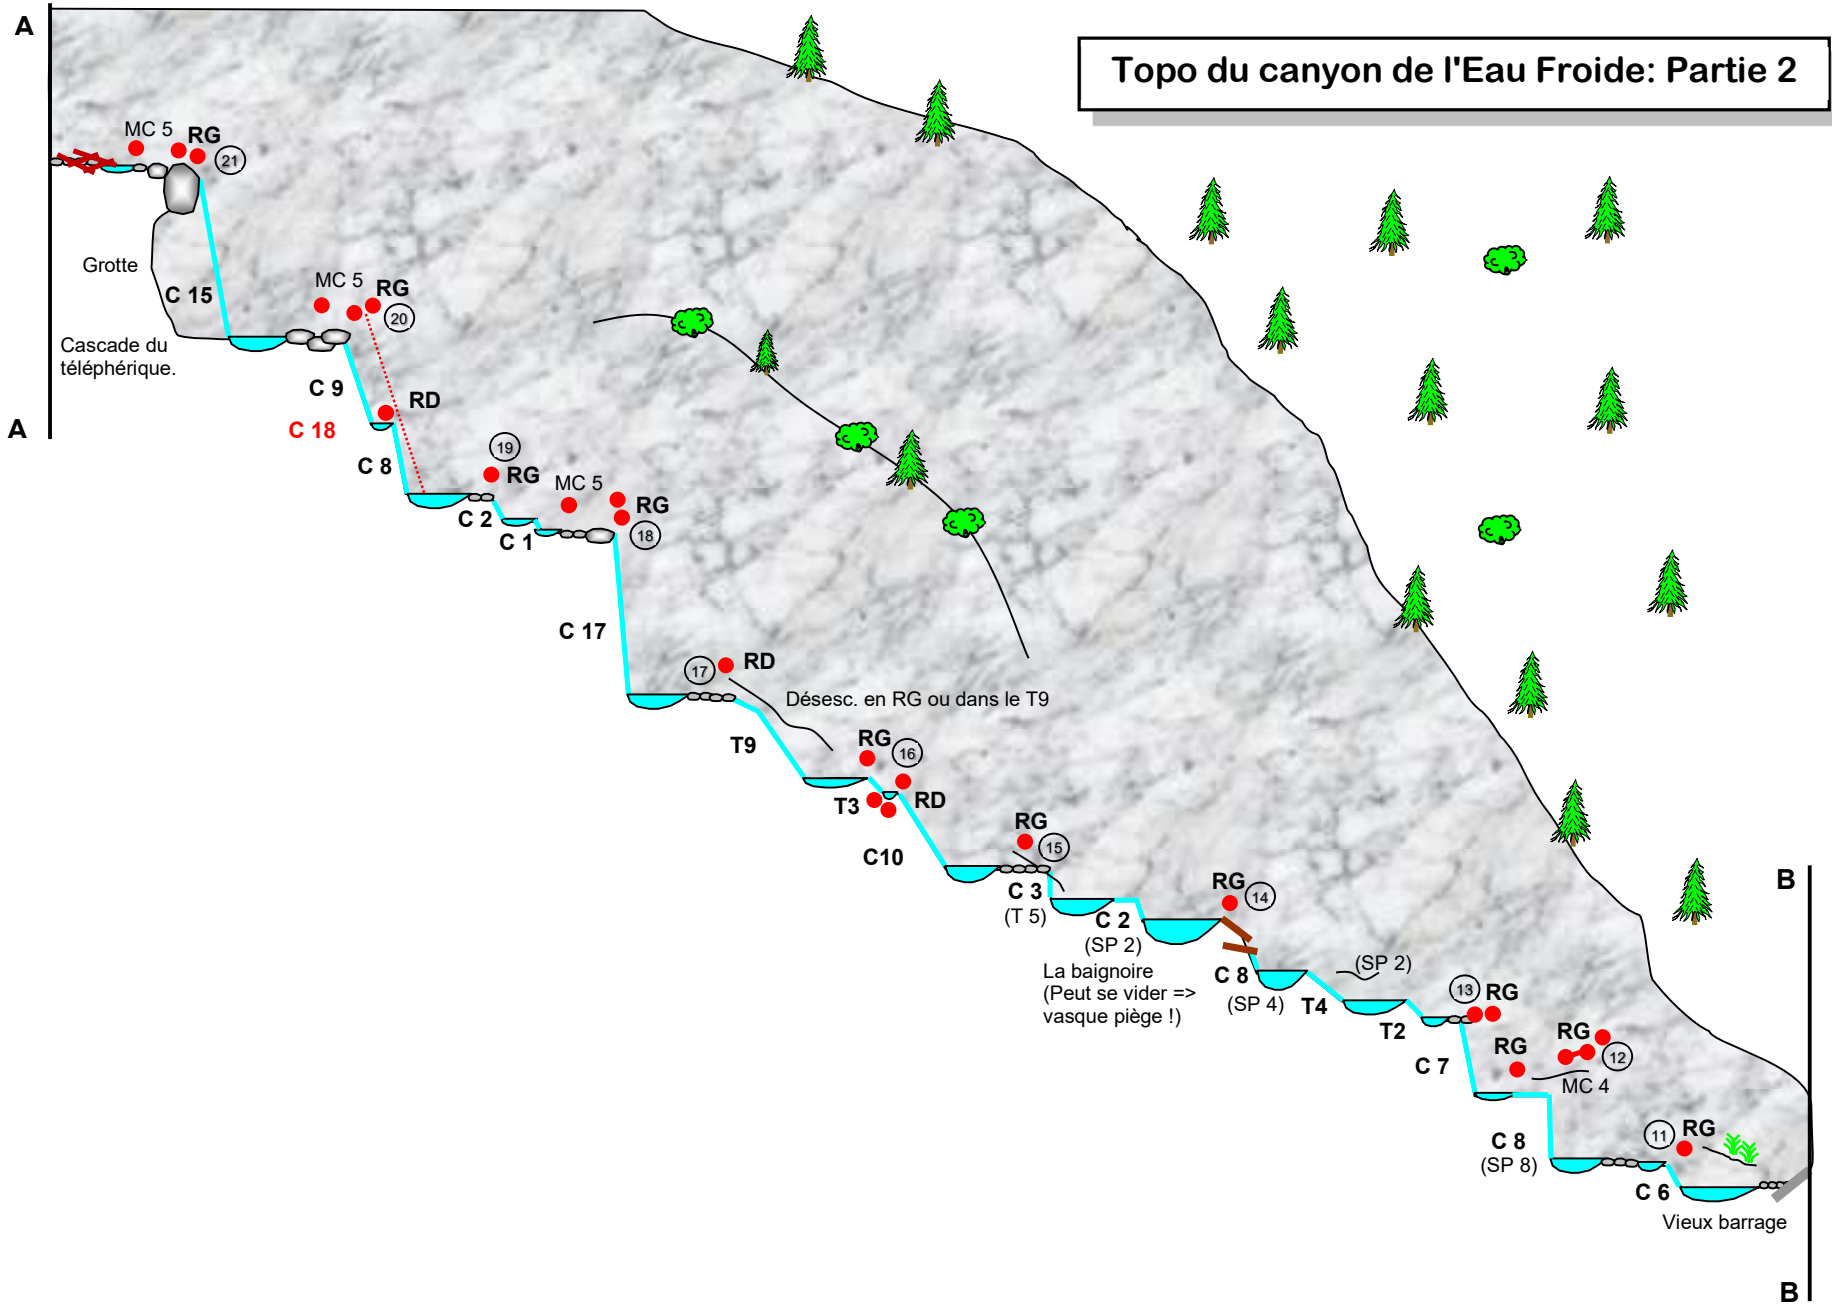 A
Topo du canyon de l'Eau Froide: Partie 2
MC 5
RG
21
Grotte
C 15
MC 5
RG
20
Cascade du
téléphérique.
C 9
RD
C 18
A
C 8
19
RG
MC 5
RG
C 2
C 1
18
C 17
17
RD
Désesc. en RG ou dans le T9
T9
RG
16
T3
RD
C10
RG
15
C 3
(T 5)
C 2
(SP 2)
RG
14
B
La baignoire
(Peut se vider =>
vasque piège !)
C 8
(SP 4)
(SP 2)
T4
T2
13
RG
C 7
RG
RG
12
MC 4
C 8
(SP 8)
11
RG
C 6
Vieux barrage
B